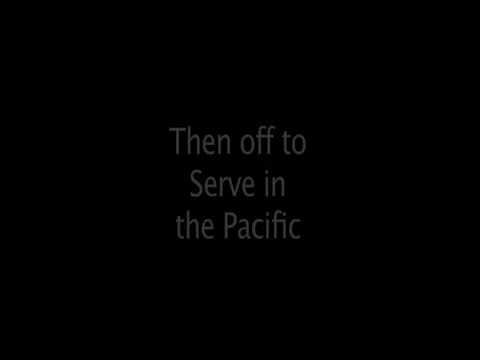 Then off to
Serve in
the Pacific